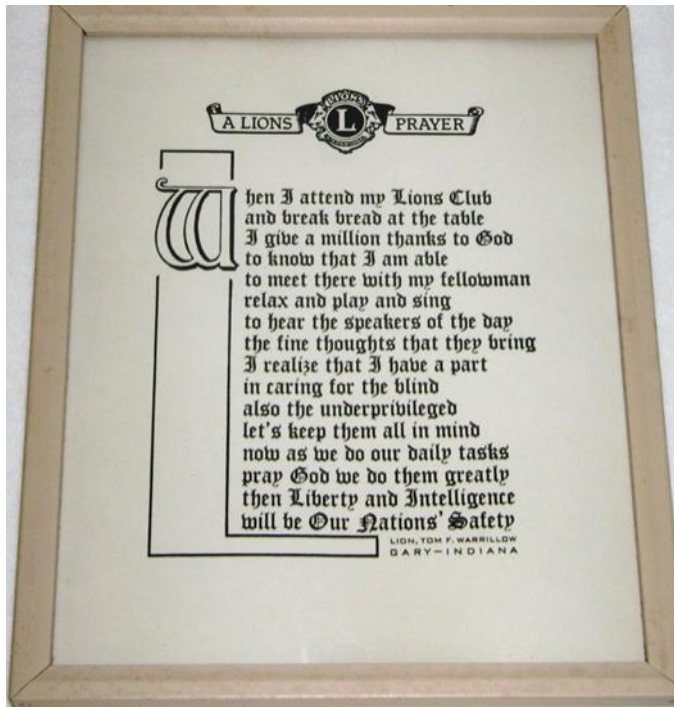 LIONS
A LIONS L PRAYER
INTERNATIONAL
When I attend my Lions Club
and break bread at the table
I give a million thanks to God
to know that I am able
to meet there with my fellowman
relax and play and sing
to hear the speakers of the day
the fine thoughts that they bring
I realize that I have a part
in caring for the blind
also the underprivileged
let's keep them all in mind
now as we do our daily tasks
pray God we do them greatly
then Liberty and Intelligence
will be Our Nations' Safety
LION, TOM F. WARRILLOW
GARY—INDIANA